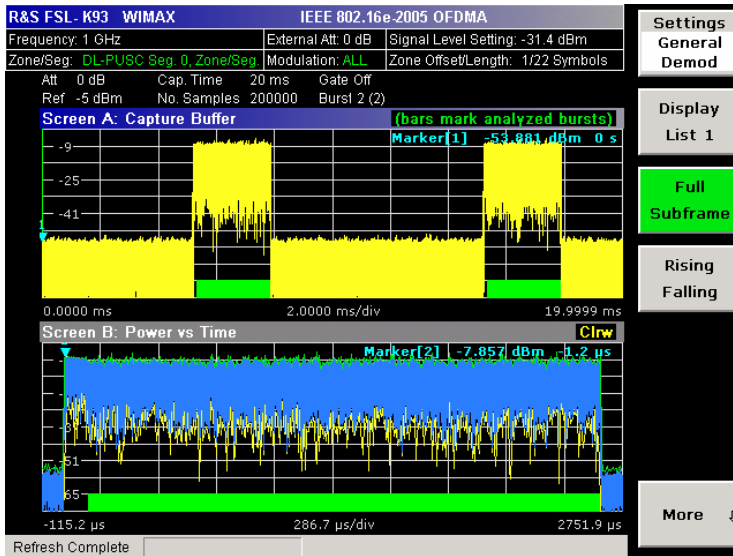 R&S FSL- K93 WIMAX IEEE 802.16e-2005 OFDMA
Frequency: 1 GHz External Att: 0 dB Signal Level Setting: -31.4 dBm
Zone/Seg: DL-PUSC Seg. 0, Zone/Seg. Modulation: ALL Zone Offset/Length: 1/22 Symbols
Att 0 dB Cap. Time 20 ms Gate Off
Ref -5 dBm No. Samples 200000 Burst 2 (2)
Screen A: Capture Buffer (bars mark analyzed bursts)
Marker[1] -53.881 dBm 0 s
-9
-25
-41
1
0.0000 ms 2.0000 ms/div 19.9999 ms
Screen B: Power vs Time Clrw
Marker[2] -7.857 dBm -1.2 µs
-51
-65
-115.2 µs 286.7 µs/div 2751.9 µs
Refresh Complete
Settings
General
Demod
Display
List 1
Full
Subframe
Rising
Falling
More